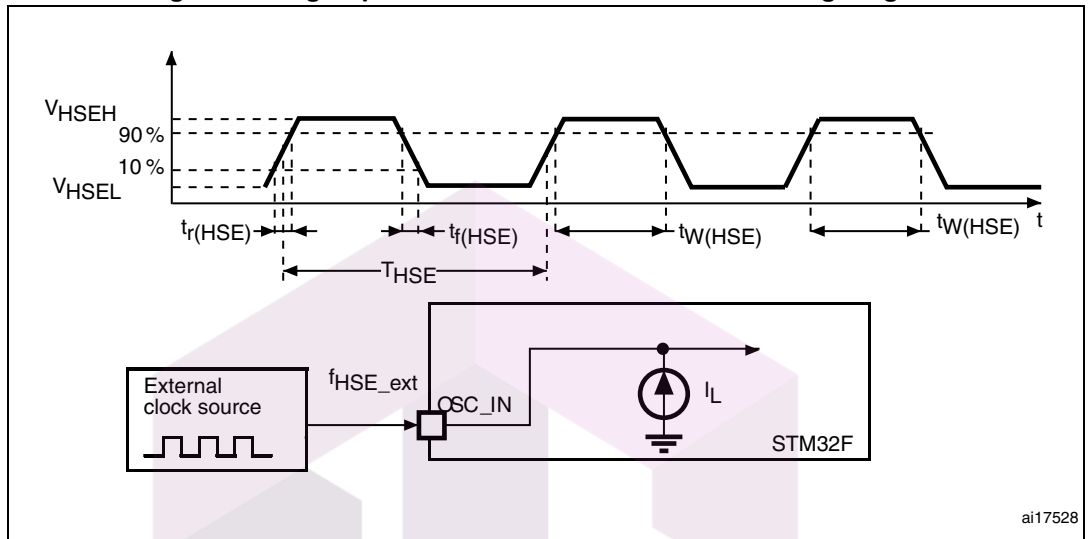 VHSEH
90 %
10 %
VHSEL
tr(HSE)
tf(HSE)
tW(HSE)
tW(HSE)
t
THSE
External
clock source
fHSE_ext
OSC_IN
IL
STM32F
ai17528